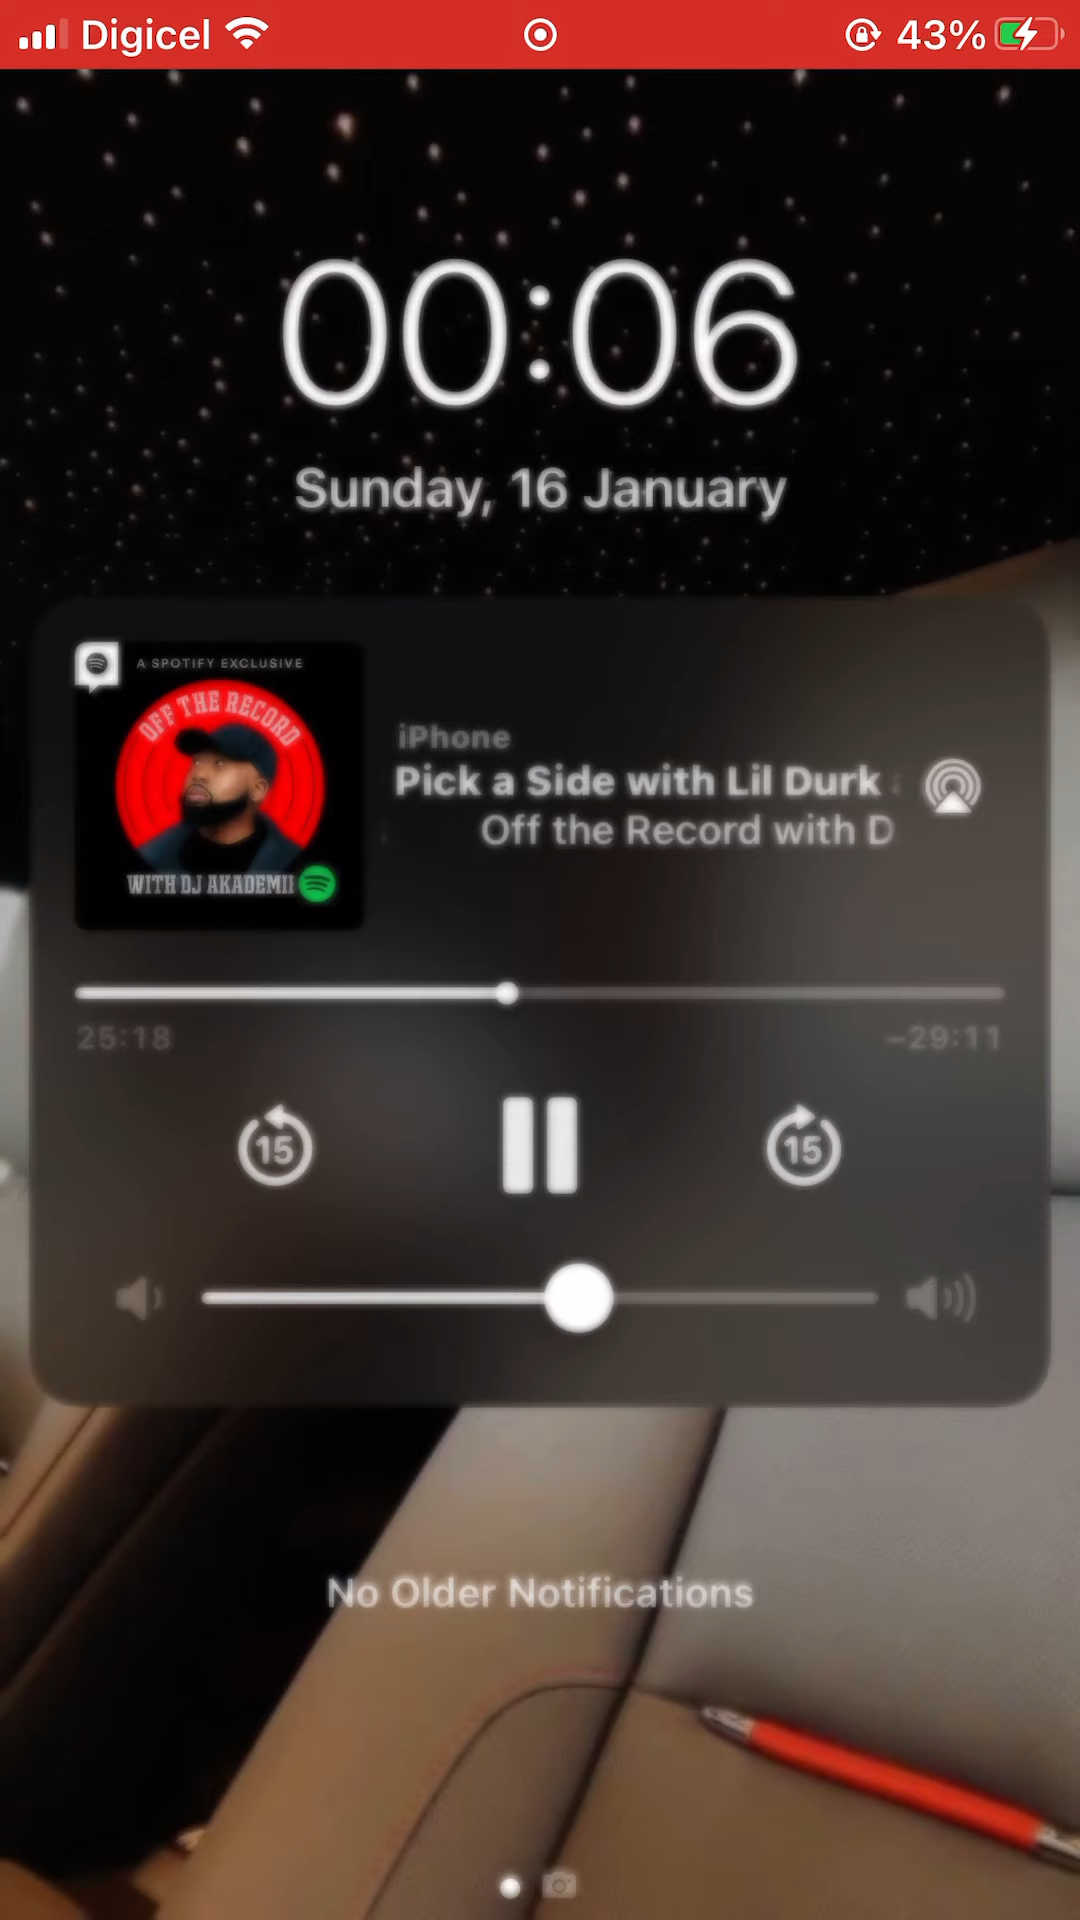 Digicel
43%
00:06
Sunday, 16 January
A SPOTIFY EXCLUSIVE
OFF THE RECORD
WITH DJ AKADEMII
iPhone
Pick a Side with Lil Durk
Off the Record with D
25:18
-29:11
15
15
No Older Notifications